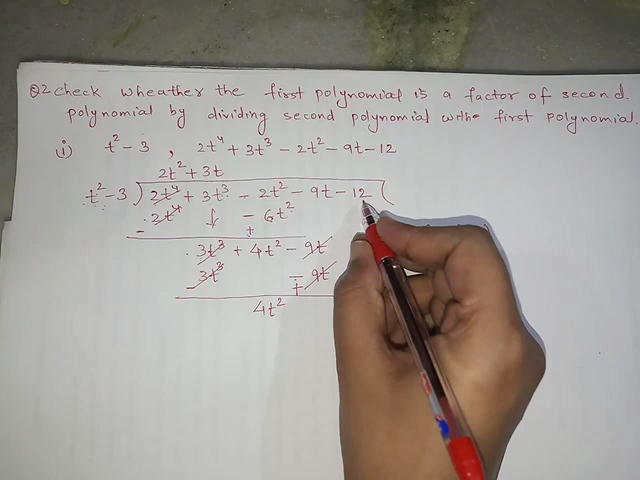 Q2 Check wheather the first polynomial is a factor of second
polynomial by dividing second polynomial withe first polynomial.
i) t² - 3 , 2t⁴ + 3t³ - 2t² - 9t - 12
2t² + 3t
t² - 3 ) 2t⁴ + 3t³ - 2t² - 9t - 12 (
2t⁴ ↓ - 6t²
- +
3t³ + 4t² - 9t
3t³ - 9t
- +
4t²